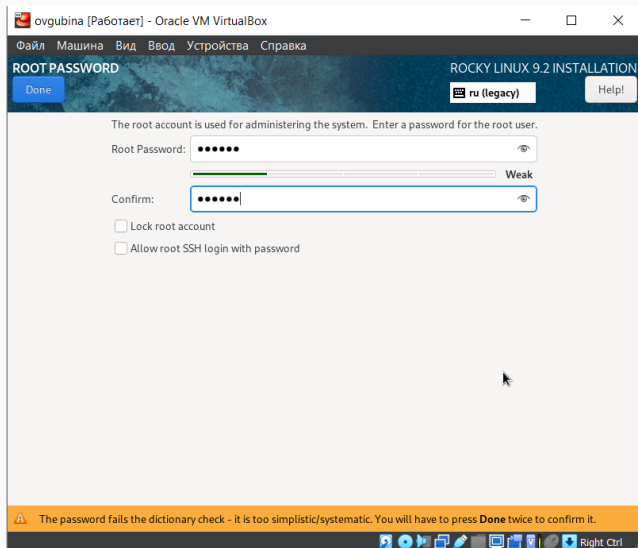 ovgubina [Работает] - Oracle VM VirtualBox
Файл Машина Вид Ввод Устройства Справка
ROOT PASSWORD
ROCKY LINUX 9.2 INSTALLATION
Done
ru (legacy)
Help!
The root account is used for administering the system. Enter a password for the root user.
Root Password: ●●●●●●
Weak
Confirm: ●●●●●●
Lock root account
Allow root SSH login with password
The password fails the dictionary check - it is too simplistic/systematic. You will have to press Done twice to confirm it.
Right Ctrl